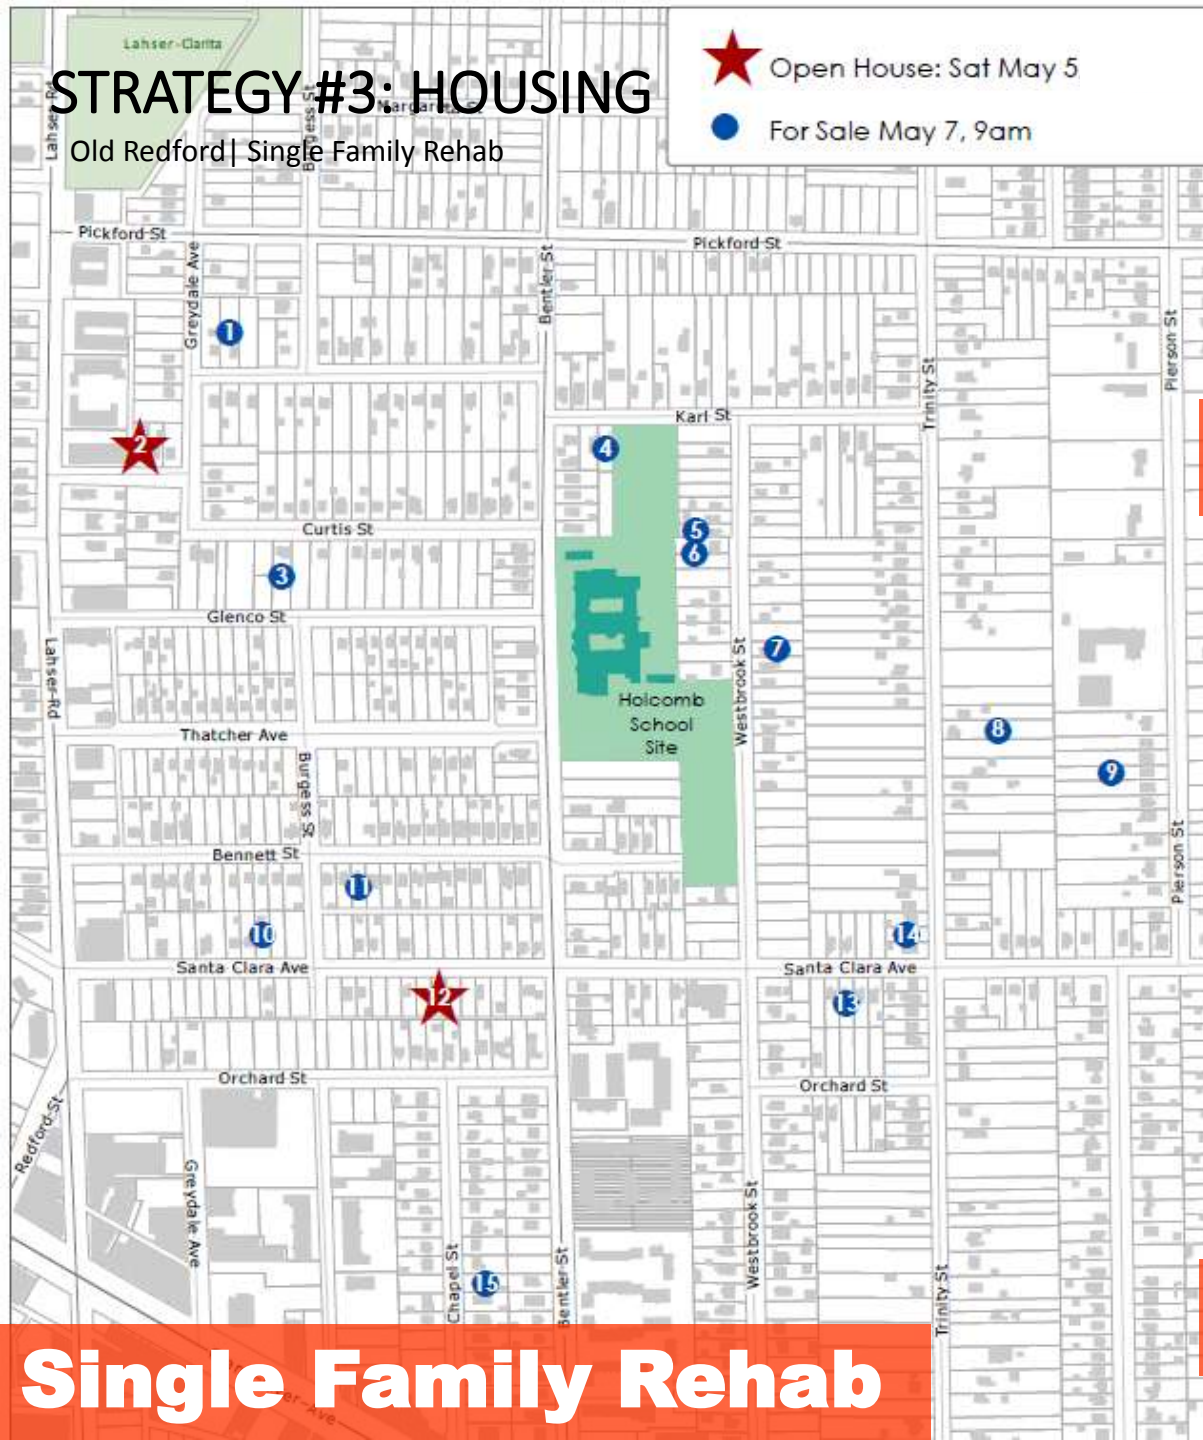 Lahser-Clarita
STRATEGY #3: HOUSING
Old Redford| Single Family Rehab
Open House: Sat May 5
For Sale May 7, 9am
Lahser Rd
Burgess St
Pickford St
Pickford St
Greydale Ave
Bentler St
Trinity St
Pierson St
1
2
Karl St
4
Curtis St
5
6
3
Glenco St
Lahser Rd
Westbrook St
7
Holcomb
School
Site
Thatcher Ave
8
9
Burgess St
Bennett St
Pierson St
11
10
14
Santa Clara Ave
Santa Clara Ave
12
13
Orchard St
Orchard St
Redford St
Greydale Ave
Chapel St
Bentler St
Westbrook St
Trinity St
15
Single Family Rehab